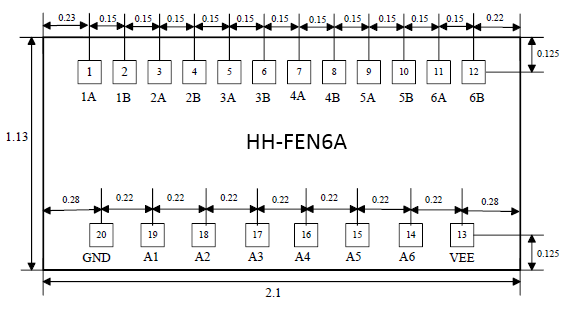 0.23 0.15 0.15 0.15 0.15 0.15 0.15 0.15 0.15 0.15 0.15 0.15 0.22
0.125
1 2 3 4 5 6 7 8 9 10 11 12
1A 1B 2A 2B 3A 3B 4A 4B 5A 5B 6A 6B
1.13
HH-FEN6A
0.28 0.22 0.22 0.22 0.22 0.22 0.22 0.22 0.28
20 19 18 17 16 15 14 13
GND A1 A2 A3 A4 A5 A6 VEE
0.125
2.1